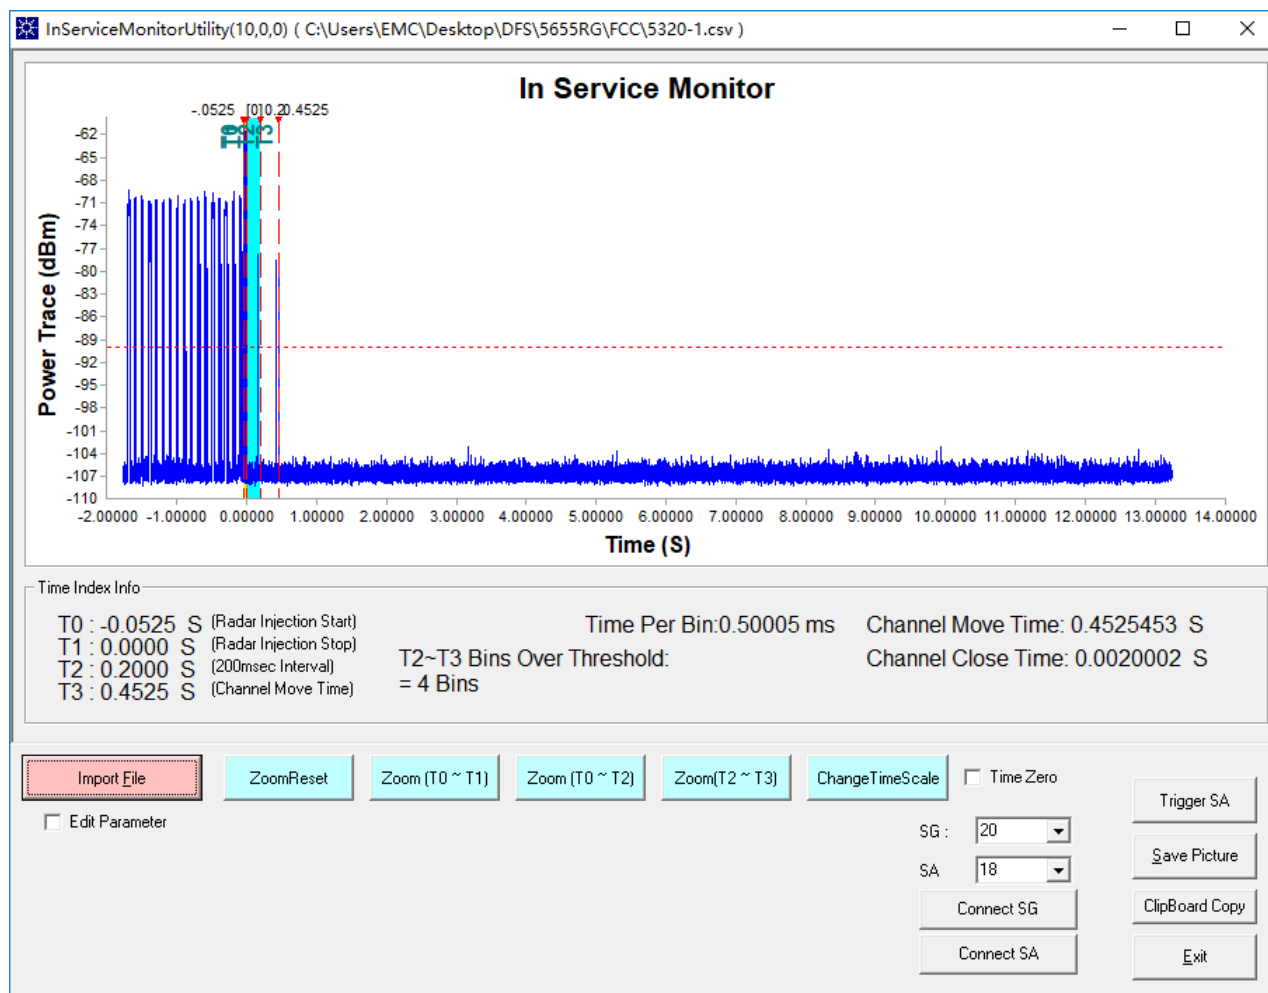 InServiceMonitorUtility(10,0,0) ( C:\Users\EMC\Desktop\DFS\5655RG\FCC\5320-1.csv )
In Service Monitor
-.0525 [0] 0.2 0.4525
T2 T3
Power Trace (dBm)
-62
-65
-68
-71
-74
-77
-80
-83
-86
-89
-92
-95
-98
-101
-104
-107
-110
-2.00000 -1.00000 0.00000 1.00000 2.00000 3.00000 4.00000 5.00000 6.00000 7.00000 8.00000 9.00000 10.00000 11.00000 12.00000 13.00000 14.00000
Time (S)
Time Index Info
T0 : -0.0525 S (Radar Injection Start)
T1 : 0.0000 S (Radar Injection Stop)
T2 : 0.2000 S (200msec Interval)
T3 : 0.4525 S (Channel Move Time)
Time Per Bin:0.50005 ms
T2~T3 Bins Over Threshold:
= 4 Bins
Channel Move Time: 0.4525453 S
Channel Close Time: 0.0020002 S
Import File
ZoomReset
Zoom (T0 ~ T1)
Zoom (T0 ~ T2)
Zoom(T2 ~ T3)
ChangeTimeScale
Time Zero
Edit Parameter
SG : 20
SA 18
Connect SG
Connect SA
Trigger SA
Save Picture
ClipBoard Copy
Exit